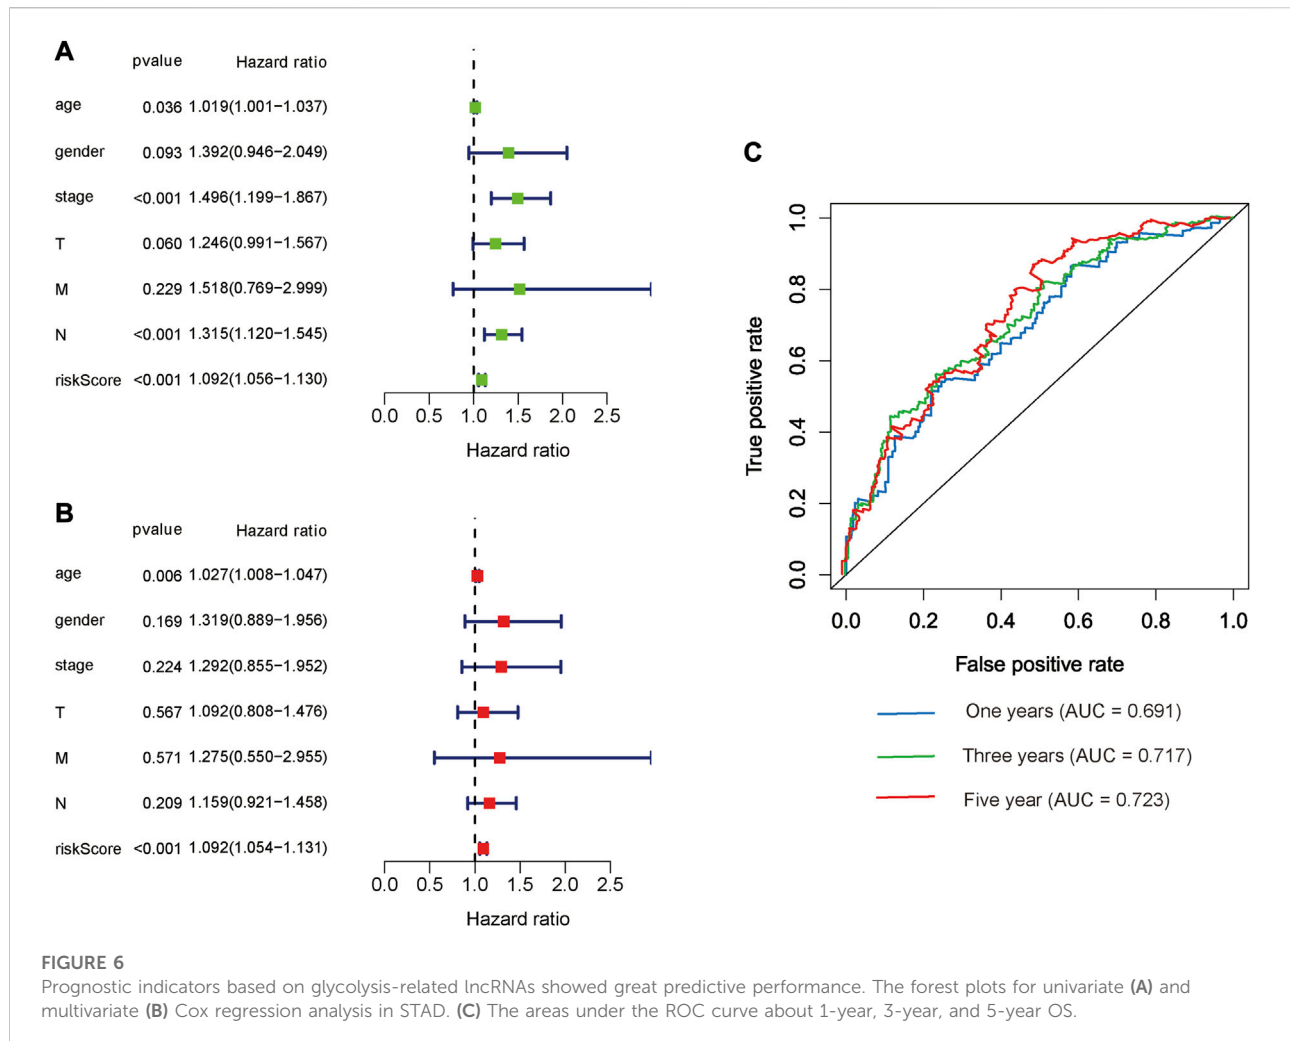 A
pvalue Hazard ratio
age 0.036 1.019(1.001−1.037)
gender 0.093 1.392(0.946−2.049)
stage <0.001 1.496(1.199−1.867)
T 0.060 1.246(0.991−1.567)
M 0.229 1.518(0.769−2.999)
N <0.001 1.315(1.120−1.545)
riskScore <0.001 1.092(1.056−1.130)
0.0 0.5 1.0 1.5 2.0 2.5
Hazard ratio
B
pvalue Hazard ratio
age 0.006 1.027(1.008−1.047)
gender 0.169 1.319(0.889−1.956)
stage 0.224 1.292(0.855−1.952)
T 0.567 1.092(0.808−1.476)
M 0.571 1.275(0.550−2.955)
N 0.209 1.159(0.921−1.458)
riskScore <0.001 1.092(1.054−1.131)
0.0 0.5 1.0 1.5 2.0 2.5
Hazard ratio
C
True positive rate
1.0
0.8
0.6
0.4
0.2
0.0
0.0 0.2 0.4 0.6 0.8 1.0
False positive rate
One years (AUC = 0.691)
Three years (AUC = 0.717)
Five year (AUC = 0.723)
FIGURE 6
Prognostic indicators based on glycolysis-related lncRNAs showed great predictive performance. The forest plots for univariate (A) and
multivariate (B) Cox regression analysis in STAD. (C) The areas under the ROC curve about 1-year, 3-year, and 5-year OS.